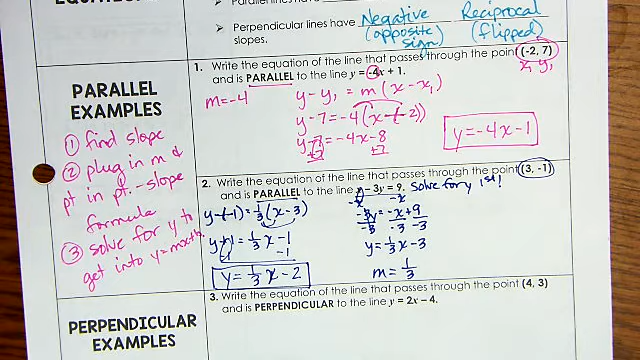 ▸ Perpendicular lines have Negative Reciprocal
(opposite sign) (flipped)
slopes.
PARALLEL
EXAMPLES
① find slope
② plug in m &
pt in pt.-slope
formula
③ solve for y to
get into y=mx+b.
1. Write the equation of the line that passes through the point (-2, 7)
x₁ y₁
and is PARALLEL to the line y = -4x + 1.
m=-4
y-y₁ = m(x-x₁)
y-7=-4(x-(-2))
y-7=-4x-8
+7 +7
y=-4x-1
2. Write the equation of the line that passes through the point (3, -1)
and is PARALLEL to the line x - 3y = 9. Solve for y 1st!
-x -x
y-(-1)=1/3(x-3)
y+1=1/3x-1
-1 -1
y=1/3x-2
-3y=-x+9
-3 -3 -3
y=1/3x-3
m=1/3
PERPENDICULAR
EXAMPLES
3. Write the equation of the line that passes through the point (4, 3)
and is PERPENDICULAR to the line y = 2x - 4.